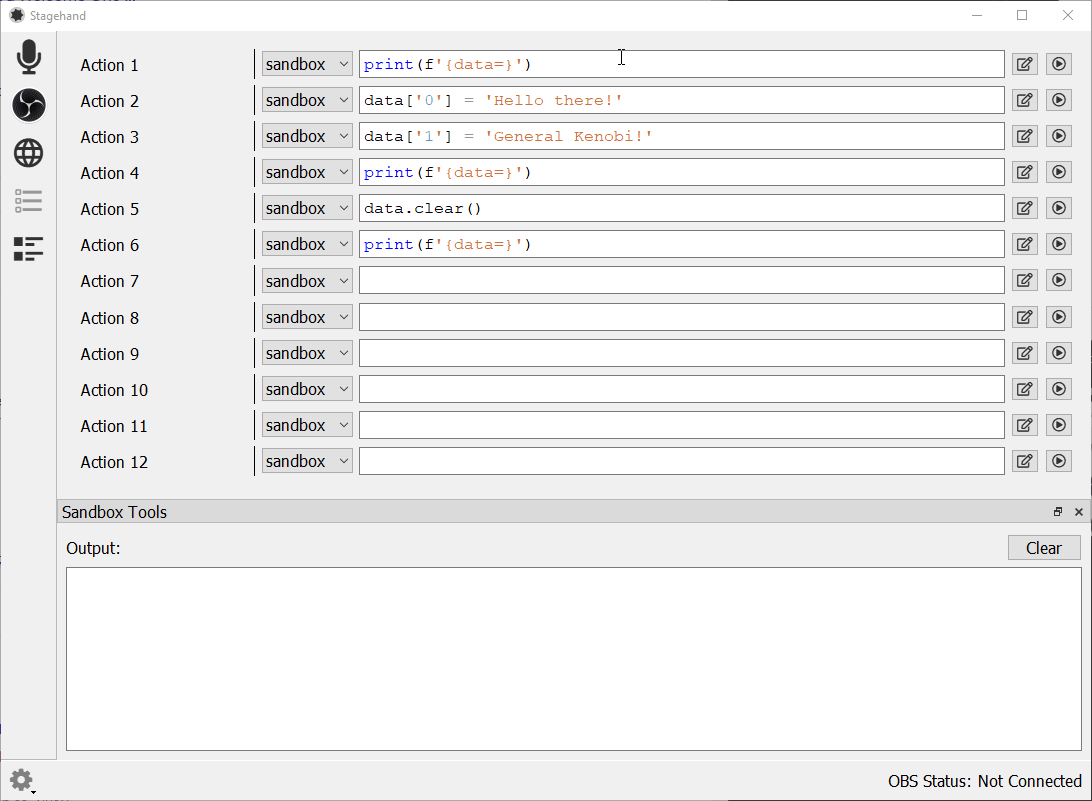 Stagehand
Action 1 sandbox print(f'{data=}')
Action 2 sandbox data['0'] = 'Hello there!'
Action 3 sandbox data['1'] = 'General Kenobi!'
Action 4 sandbox print(f'{data=}')
Action 5 sandbox data.clear()
Action 6 sandbox print(f'{data=}')
Action 7 sandbox
Action 8 sandbox
Action 9 sandbox
Action 10 sandbox
Action 11 sandbox
Action 12 sandbox
Sandbox Tools
Output: Clear
OBS Status: Not Connected